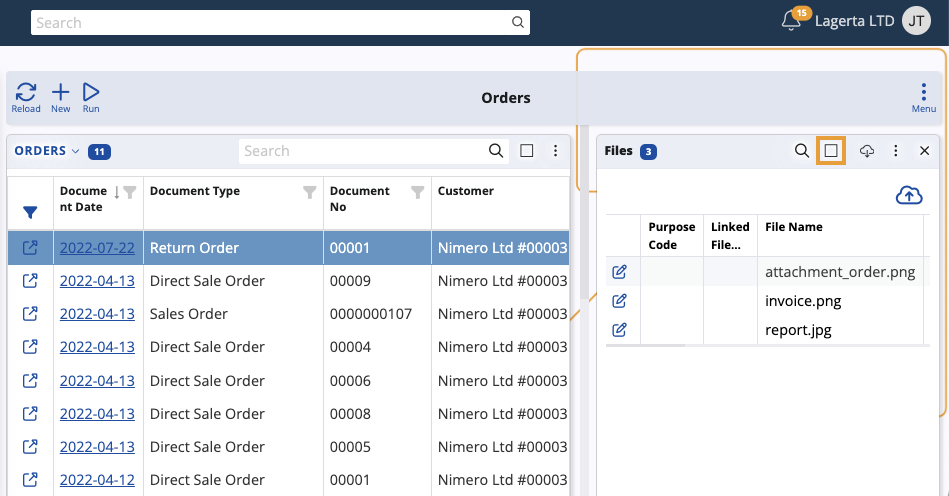 Search
15
Lagerta LTD
JT
Reload
New
Run
Orders
Menu
ORDERS 11
Search
Files 3
Docume
nt Date
Document Type
Document
No
Customer
2022-07-22 Return Order 00001 Nimero Ltd #00003
2022-04-13 Direct Sale Order 00009 Nimero Ltd #00003
2022-04-13 Sales Order 0000000107 Nimero Ltd #00003
2022-04-13 Direct Sale Order 00004 Nimero Ltd #00003
2022-04-13 Direct Sale Order 00006 Nimero Ltd #00003
2022-04-13 Direct Sale Order 00008 Nimero Ltd #00003
2022-04-13 Direct Sale Order 00005 Nimero Ltd #00003
2022-04-12 Direct Sale Order 00001 Nimero Ltd #00003
Purpose
Code
Linked
File...
File Name
attachment_order.png
invoice.png
report.jpg